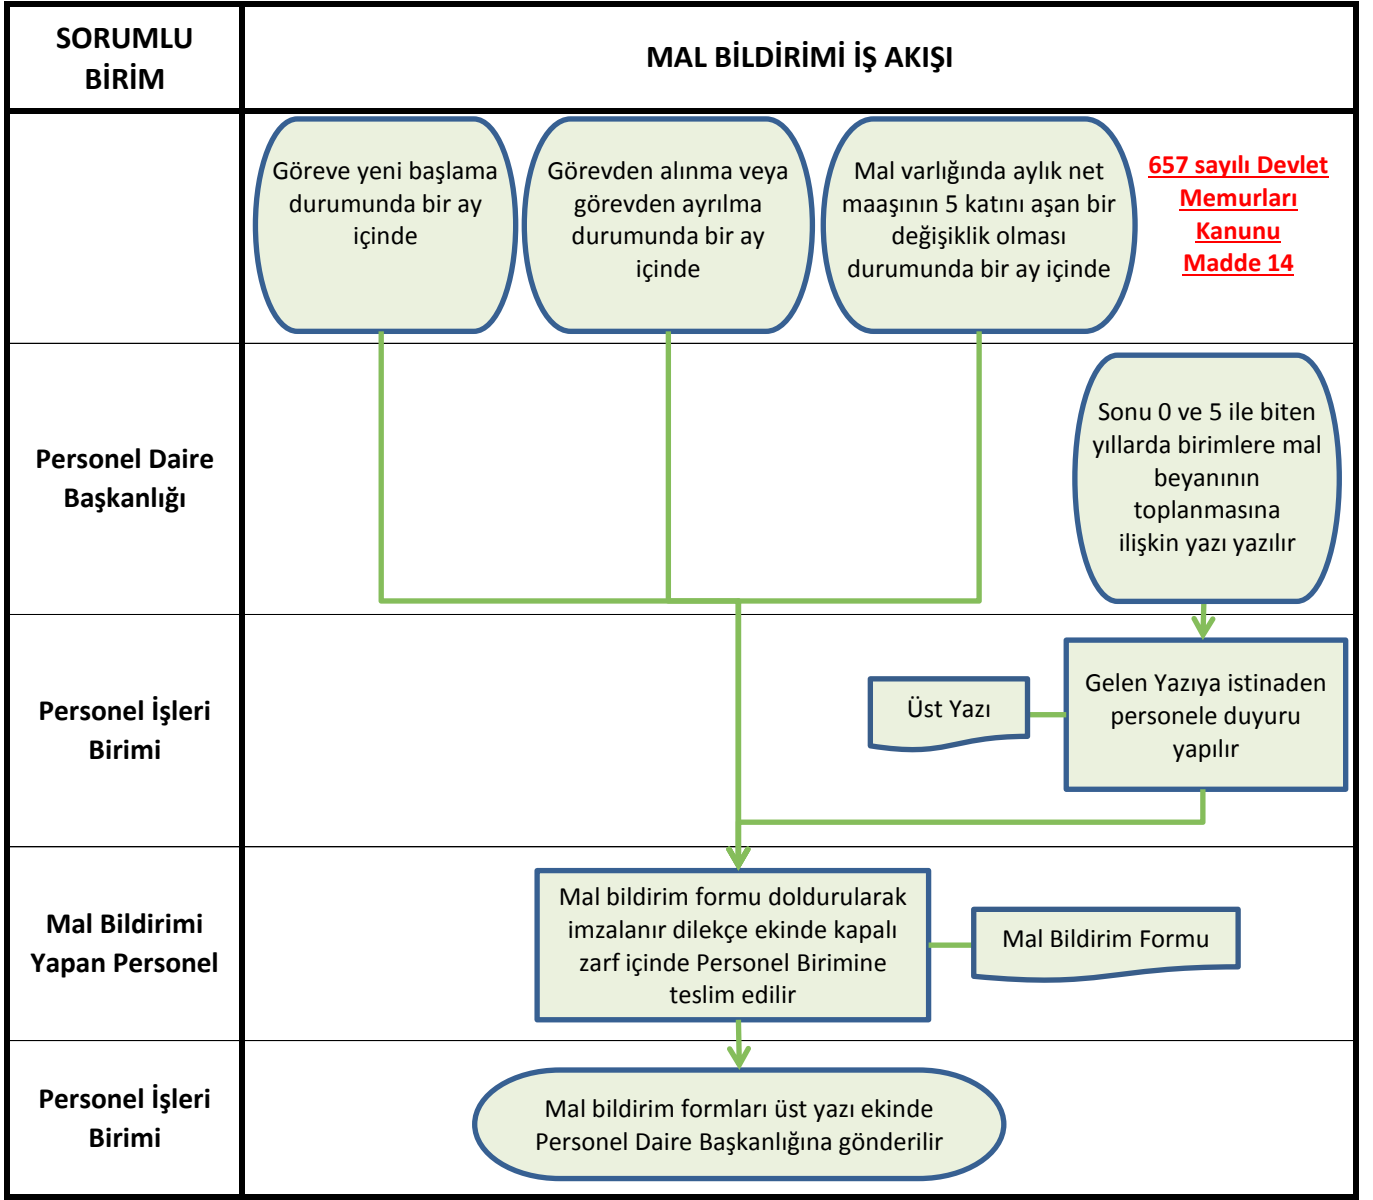 SORUMLU
BİRİM
MAL BİLDİRİMİ İŞ AKIŞI
Göreve yeni başlama
durumunda bir ay
içinde
Görevden alınma veya
görevden ayrılma
durumunda bir ay
içinde
Mal varlığında aylık net
maaşının 5 katını aşan bir
değişiklik olması
durumunda bir ay içinde
657 sayılı Devlet
Memurları
Kanunu
Madde 14
Personel Daire
Başkanlığı
Sonu 0 ve 5 ile biten
yıllarda birimlere mal
beyanının
toplanmasına
ilişkin yazı yazılır
Personel İşleri
Birimi
Üst Yazı
Gelen Yazıya istinaden
personele duyuru
yapılır
Mal Bildirimi
Yapan Personel
Mal bildirim formu doldurularak
imzalanır dilekçe ekinde kapalı
zarf içinde Personel Birimine
teslim edilir
Mal Bildirim Formu
Personel İşleri
Birimi
Mal bildirim formları üst yazı ekinde
Personel Daire Başkanlığına gönderilir